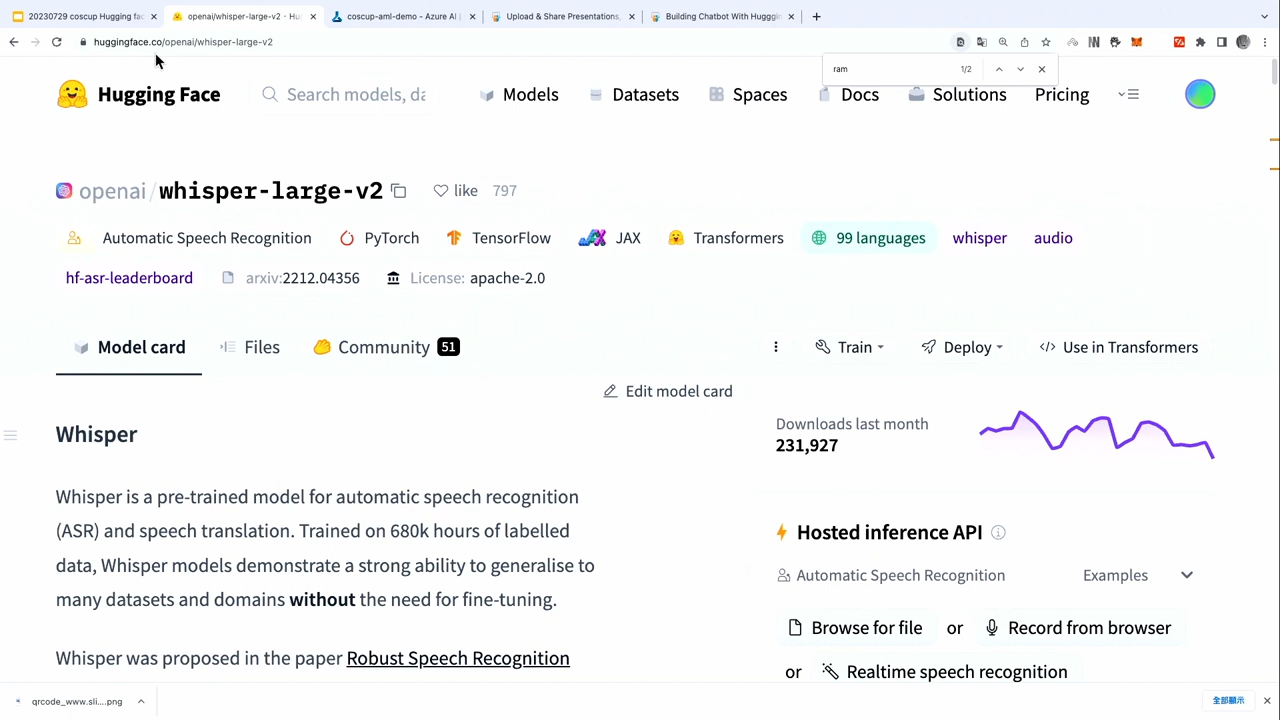 20230729 coscup Hugging fac
openai/whisper-large-v2 · Hu
coscup-aml-demo - Azure AI |
Upload & Share Presentations,
Building Chatbot With Hugggin
huggingface.co/openai/whisper-large-v2
ram
1/2
Hugging Face
Search models, da
Models
Datasets
Spaces
Docs
Solutions
Pricing
openai/whisper-large-v2
like 797
Automatic Speech Recognition
PyTorch
TensorFlow
JAX
Transformers
99 languages
whisper
audio
hf-asr-leaderboard
arxiv:2212.04356
License: apache-2.0
Model card
Files
Community 51
Train
Deploy
Use in Transformers
Edit model card
Whisper
Whisper is a pre-trained model for automatic speech recognition
(ASR) and speech translation. Trained on 680k hours of labelled
data, Whisper models demonstrate a strong ability to generalise to
many datasets and domains without the need for fine-tuning.
Whisper was proposed in the paper Robust Speech Recognition
Downloads last month
231,927
Hosted inference API
Automatic Speech Recognition
Examples
Browse for file or Record from browser
or Realtime speech recognition
qrcode_www.sli....png
全部顯示